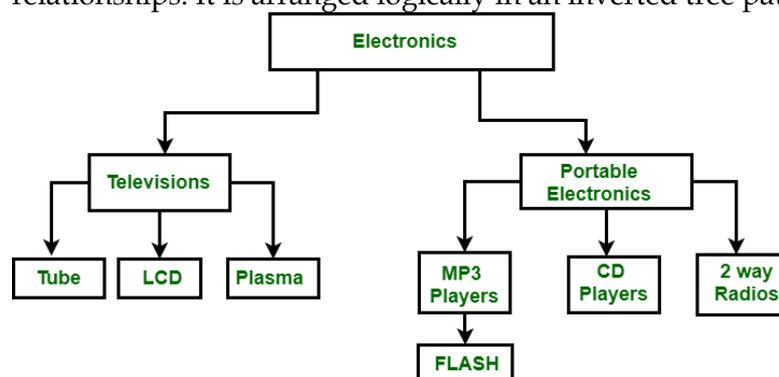 relationships. It is arranged logically in an inverted tree
Electronics
Televisions
Portable
Electronics
Tube
LCD
Plasma
MP3
Players
CD
Players
2 way
Radios
FLASH